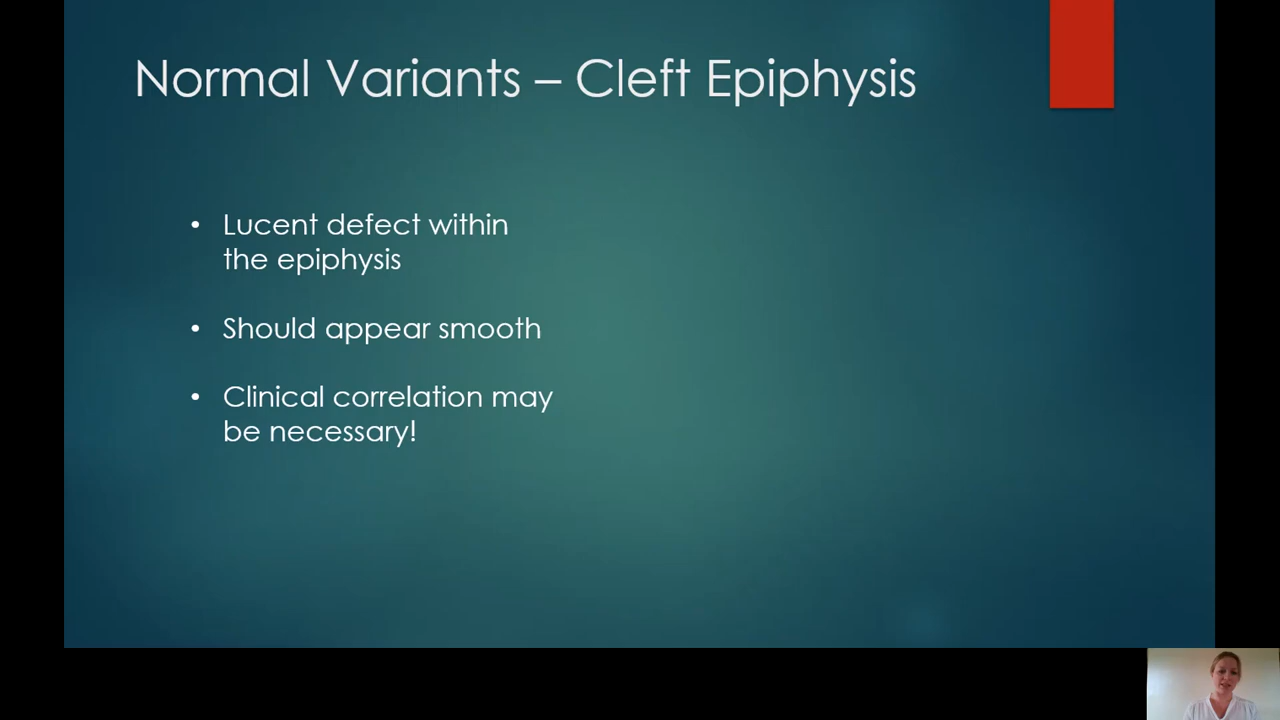 Normal Variants – Cleft Epiphysis
• Lucent defect within
the epiphysis
• Should appear smooth
• Clinical correlation may
be necessary!